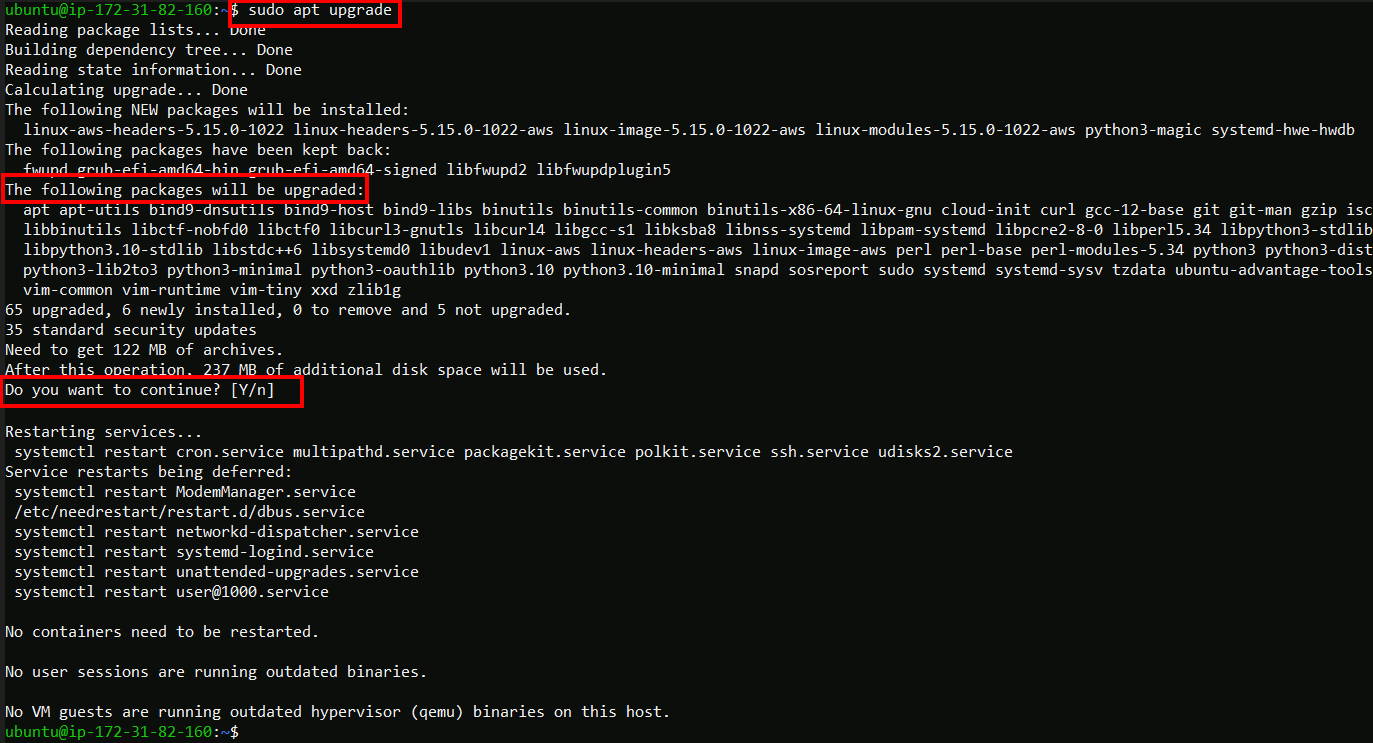 ubuntu@ip-172-31-82-160:~$ sudo apt upgrade
Reading package lists... Done
Building dependency tree... Done
Reading state information... Done
Calculating upgrade... Done
The following NEW packages will be installed:
  linux-aws-headers-5.15.0-1022 linux-headers-5.15.0-1022-aws linux-image-5.15.0-1022-aws linux-modules-5.15.0-1022-aws python3-magic systemd-hwe-hwdb
The following packages have been kept back:
  fwupd grub-efi-amd64-bin grub-efi-amd64-signed libfwupd2 libfwupdplugin5
The following packages will be upgraded:
  apt apt-utils bind9-dnsutils bind9-host bind9-libs binutils binutils-common binutils-x86-64-linux-gnu cloud-init curl gcc-12-base git git-man gzip isc
  libbinutils libctf-nobfd0 libctf0 libcurl3-gnutls libcurl4 libgcc-s1 libksba8 libnss-systemd libpam-systemd libpcre2-8-0 libperl5.34 libpython3-stdlib
  libpython3.10-stdlib libstdc++6 libsystemd0 libudev1 linux-aws linux-headers-aws linux-image-aws perl perl-base perl-modules-5.34 python3 python3-dist
  python3-lib2to3 python3-minimal python3-oauthlib python3.10 python3.10-minimal snapd sosreport sudo systemd systemd-sysv tzdata ubuntu-advantage-tools
  vim-common vim-runtime vim-tiny xxd zlib1g
65 upgraded, 6 newly installed, 0 to remove and 5 not upgraded.
35 standard security updates
Need to get 122 MB of archives.
After this operation, 237 MB of additional disk space will be used.
Do you want to continue? [Y/n]
Restarting services...
 systemctl restart cron.service multipathd.service packagekit.service polkit.service ssh.service udisks2.service
Service restarts being deferred:
 systemctl restart ModemManager.service
 /etc/needrestart/restart.d/dbus.service
 systemctl restart networkd-dispatcher.service
 systemctl restart systemd-logind.service
 systemctl restart unattended-upgrades.service
 systemctl restart user@1000.service
No containers need to be restarted.
No user sessions are running outdated binaries.
No VM guests are running outdated hypervisor (qemu) binaries on this host.
ubuntu@ip-172-31-82-160:~$